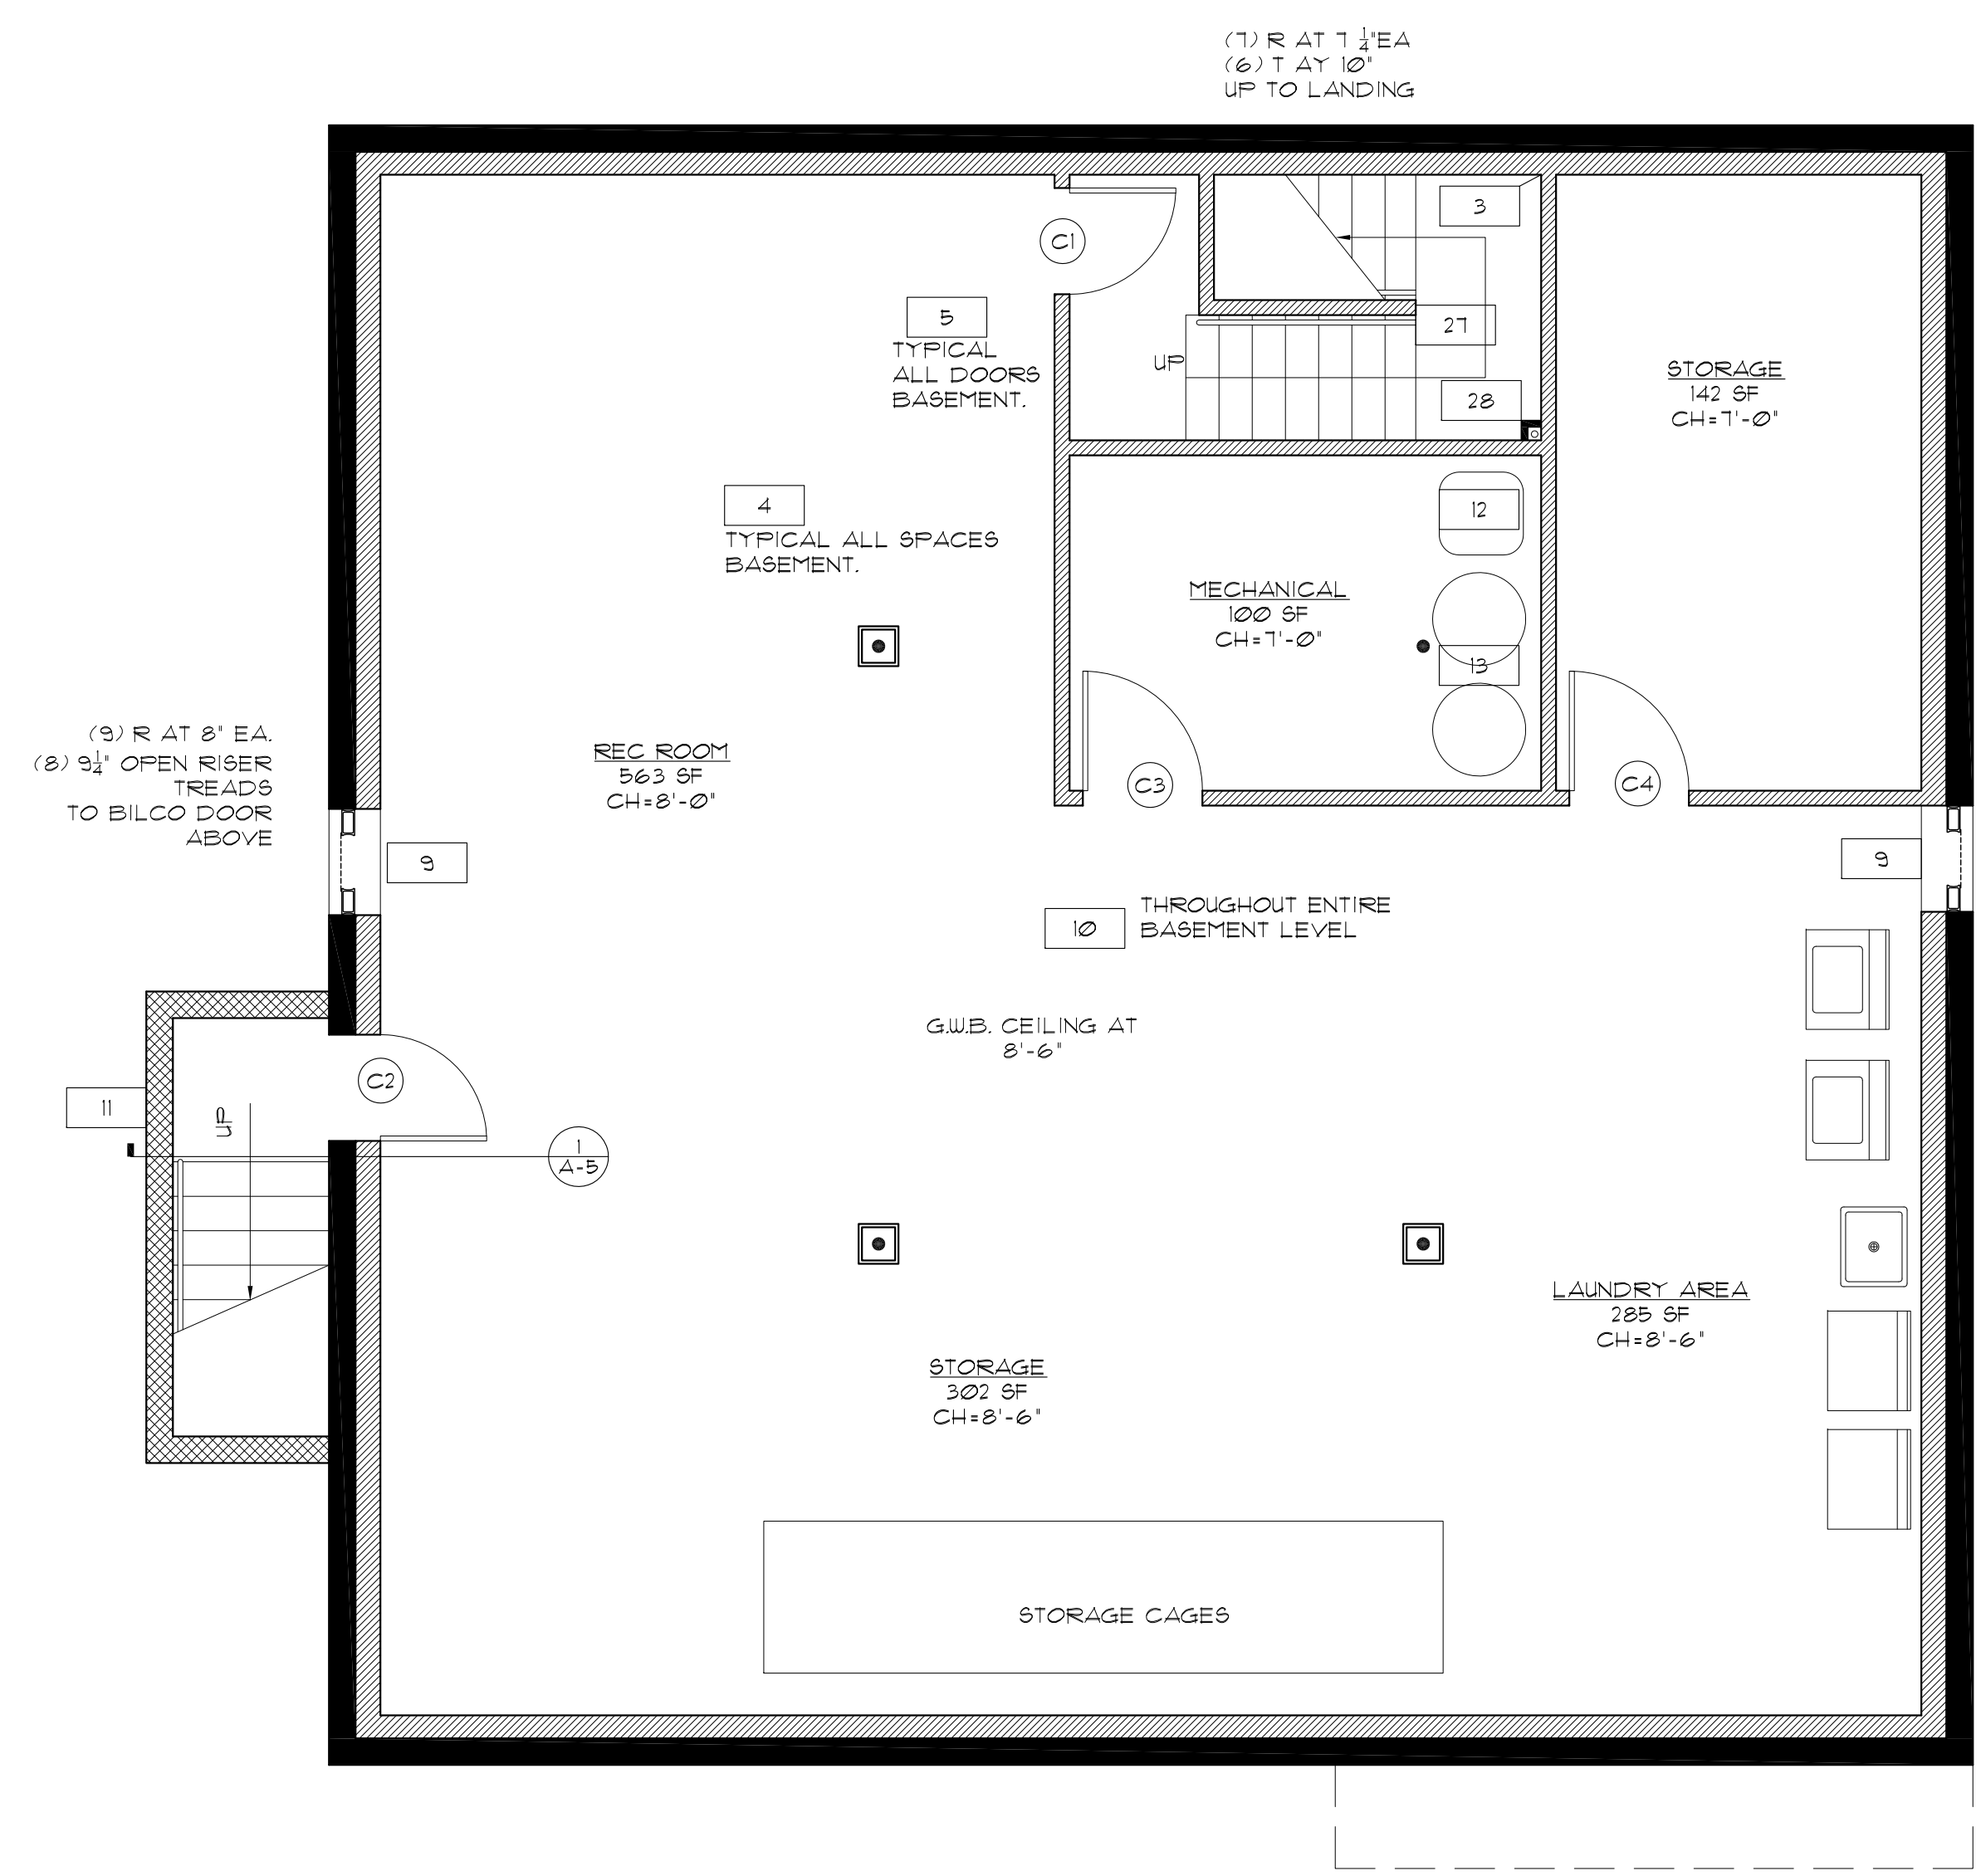 (7) R AT 7 1/4"EA
(6) T AY 10"
UP TO LANDING
3
C1
5
TYPICAL
ALL DOORS
BASEMENT.
27
UP
28
STORAGE
142 SF
CH=7'-0"
4
TYPICAL ALL SPACES
BASEMENT.
12
MECHANICAL
100 SF
CH=7'-0"
13
(9) R AT 8" EA.
(8) 9 1/4" OPEN RISER
TREADS
TO BILCO DOOR
ABOVE
REC ROOM
563 SF
CH=8'-0"
C3
C4
9
9
10
THROUGHOUT ENTIRE
BASEMENT LEVEL
G.W.B. CEILING AT
8'-6"
C2
11
UP
1
A-5
LAUNDRY AREA
285 SF
CH=8'-6"
STORAGE
302 SF
CH=8'-6"
STORAGE CAGES